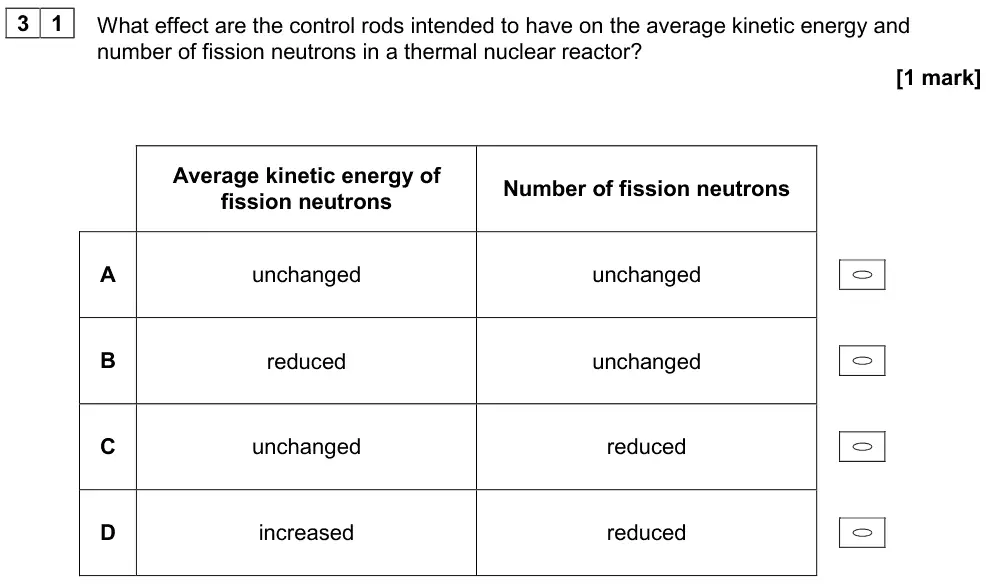 3 1 What effect are the control rods intended to have on the average kinetic energy and
number of fission neutrons in a thermal nuclear reactor?
[1 mark]
Average kinetic energy of
fission neutrons
Number of fission neutrons
A unchanged unchanged
B reduced unchanged
C unchanged reduced
D increased reduced